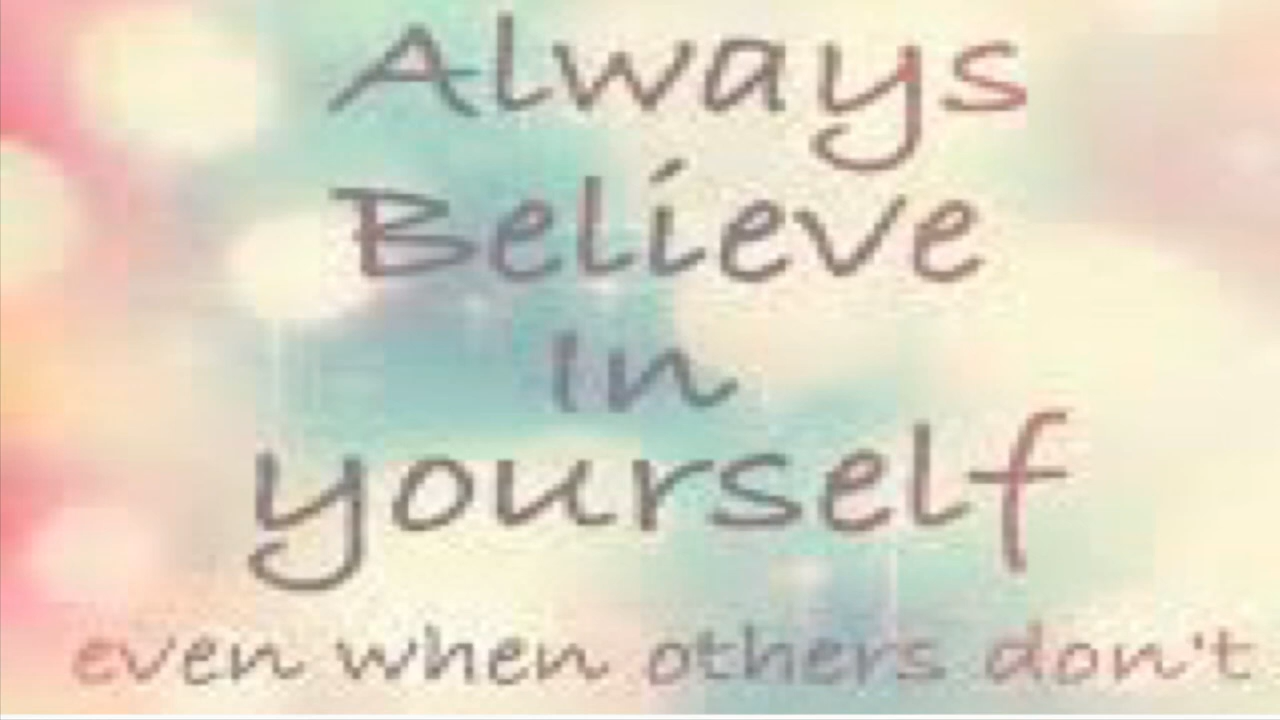 Always
Believe
in
yourself
even when others don't